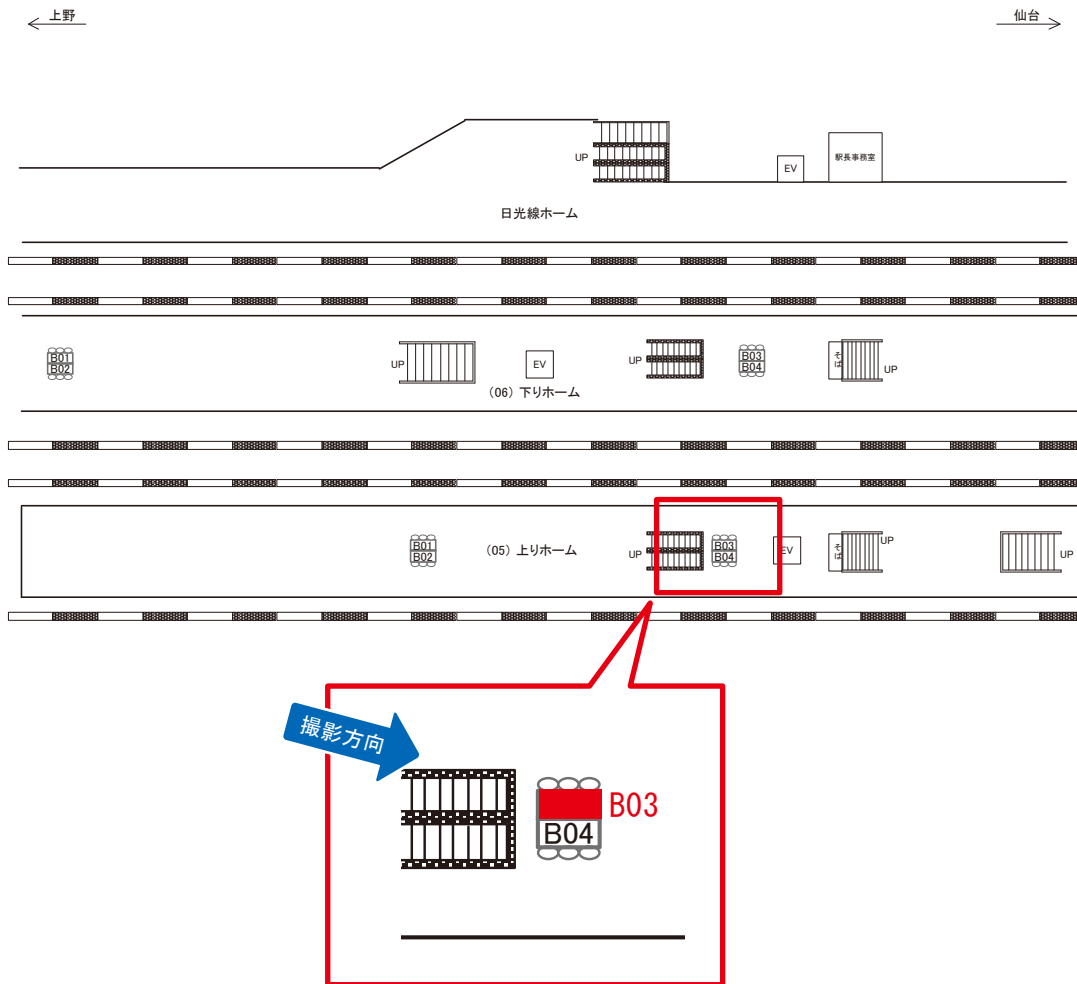 上野
仙台
UP
EV
駅長事務室
日光線ホーム
B01
B02
UP
EV
UP
B03
B04
そば
UP
(06) 下りホーム
B01
B02
(05) 上りホーム
UP
B03
B04
EV
そば
UP
UP
撮影方向
B03
B04